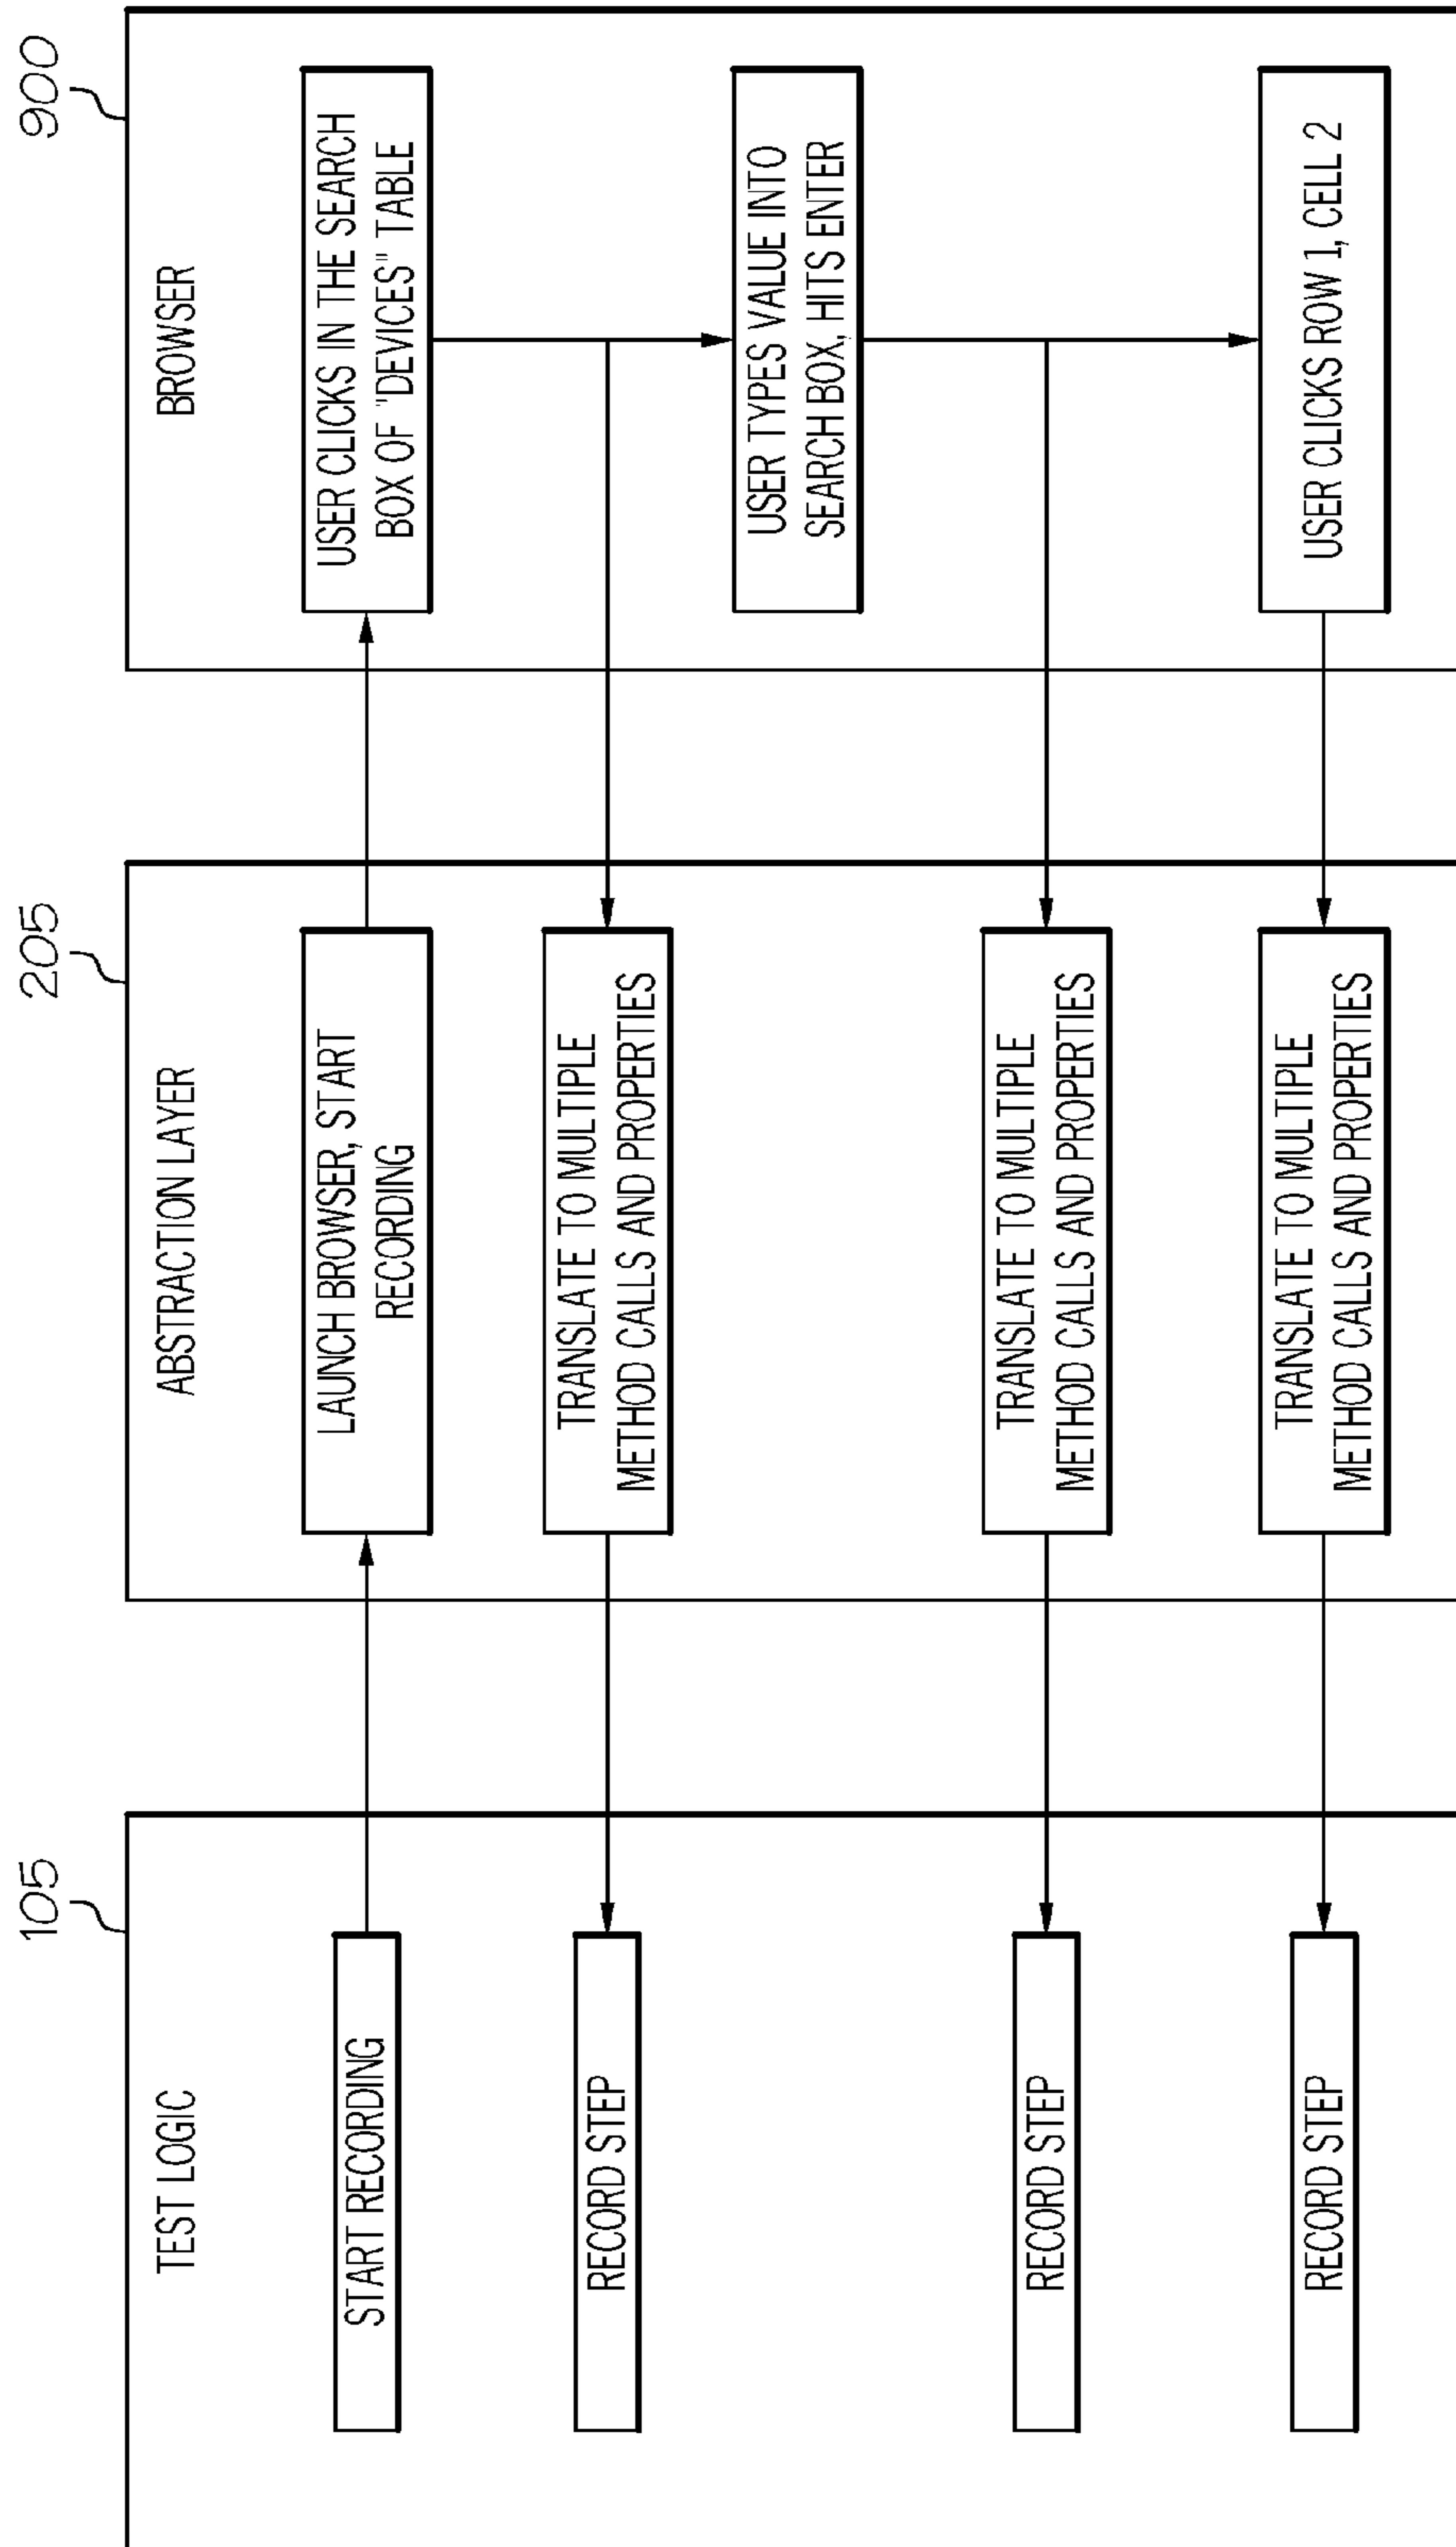 105
TEST LOGIC
START RECORDING
RECORD STEP
RECORD STEP
RECORD STEP
205
ABSTRACTION LAYER
LAUNCH BROWSER, START
RECORDING
TRANSLATE TO MULTIPLE
METHOD CALLS AND PROPERTIES
TRANSLATE TO MULTIPLE
METHOD CALLS AND PROPERTIES
TRANSLATE TO MULTIPLE
METHOD CALLS AND PROPERTIES
900
BROWSER
USER CLICKS IN THE SEARCH
BOX OF "DEVICES" TABLE
USER TYPES VALUE INTO
SEARCH BOX, HITS ENTER
USER CLICKS ROW 1, CELL 2